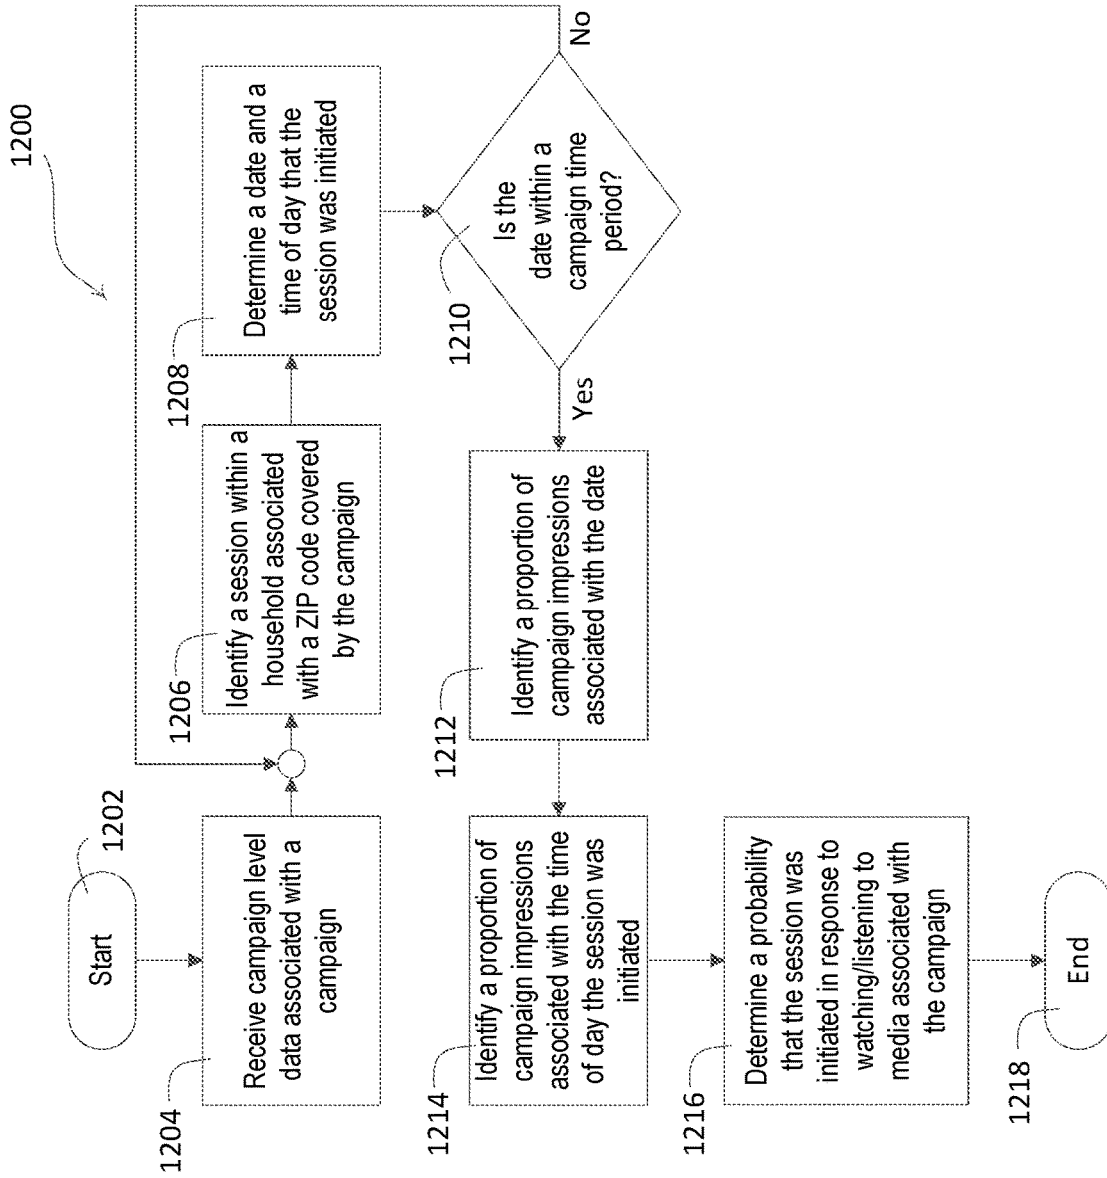 1200
Start
1202
Receive campaign level
data associated with a
campaign
1204
Identify a session within a
household associated
with a ZIP code covered
by the campaign
1206
Determine a date and a
time of day that the
session was initiated
1208
Is the
date within a
campaign time
period?
1210
No
Yes
Identify a proportion of
campaign impressions
associated with the date
1212
Identify a proportion of
campaign impressions
associated with the time
of day the session was
initiated
1214
Determine a probability
that the session was
initiated in response to
watching/listening to
media associated with
the campaign
1216
End
1218